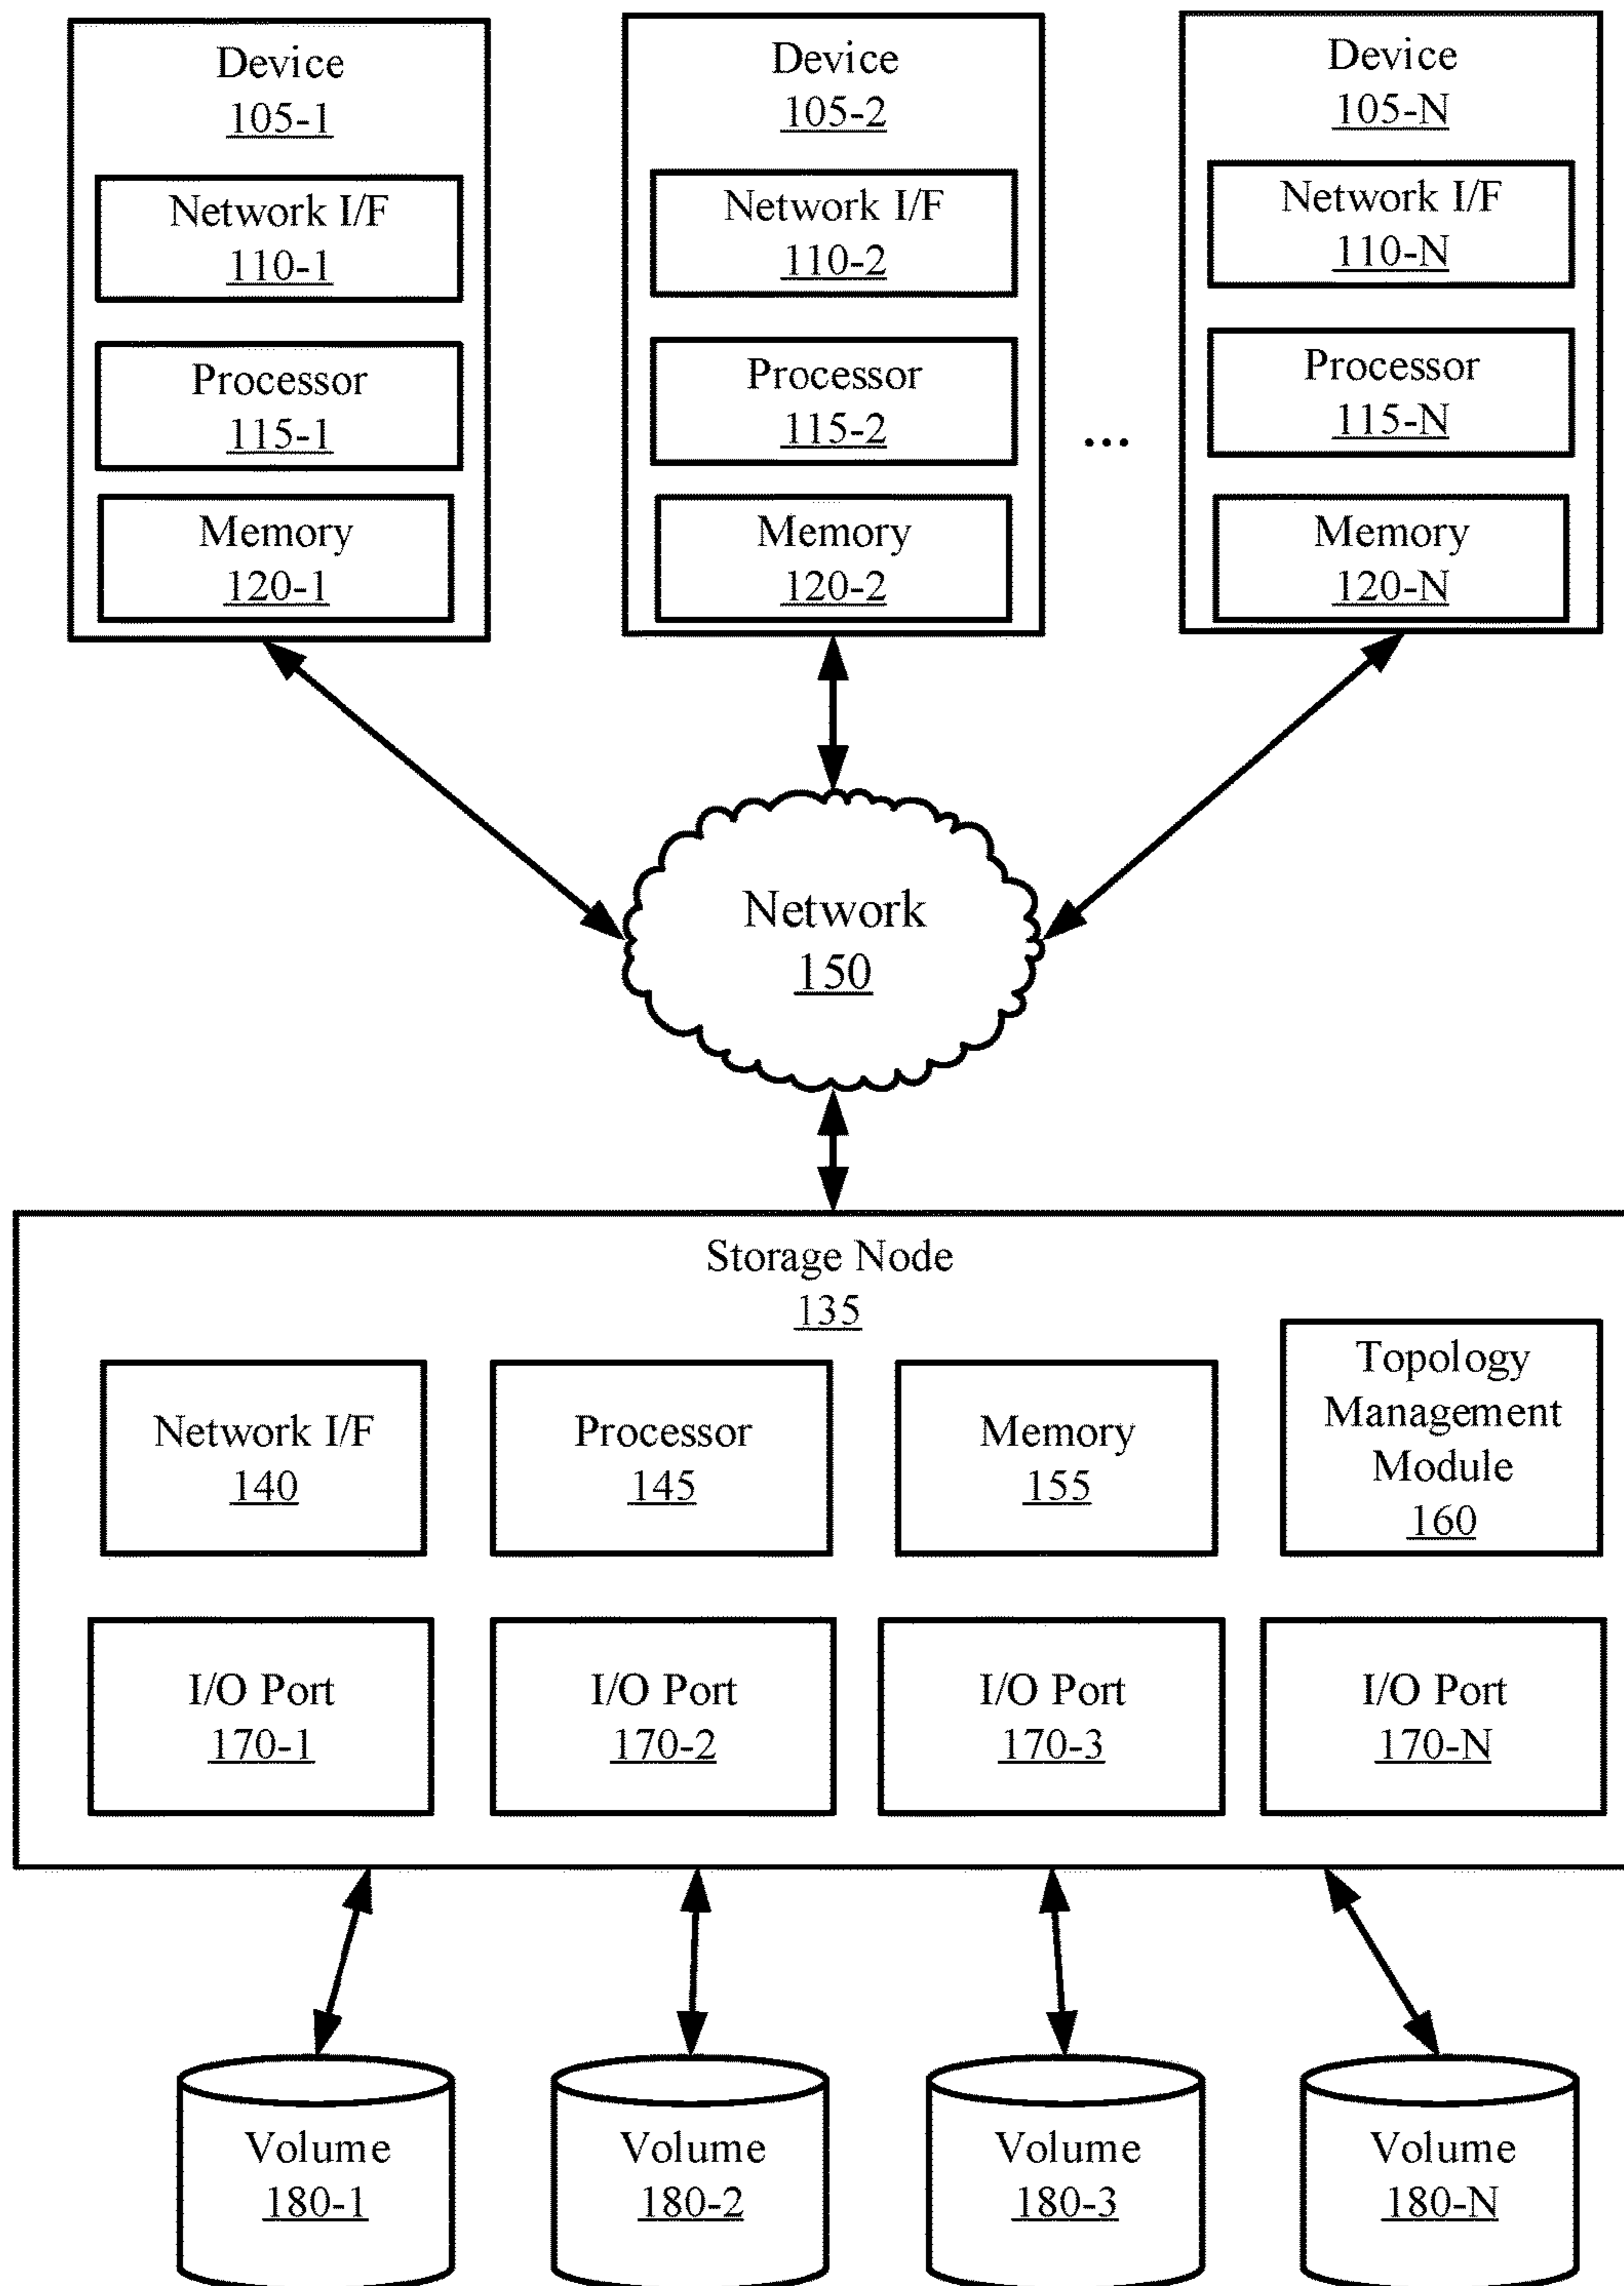 Device
105-1
Network I/F
110-1
Processor
115-1
Memory
120-1
Device
105-2
Network I/F
110-2
Processor
115-2
Memory
120-2
...
Device
105-N
Network I/F
110-N
Processor
115-N
Memory
120-N
Network
150
Storage Node
135
Network I/F
140
Processor
145
Memory
155
Topology
Management
Module
160
I/O Port
170-1
I/O Port
170-2
I/O Port
170-3
I/O Port
170-N
Volume
180-1
Volume
180-2
Volume
180-3
Volume
180-N